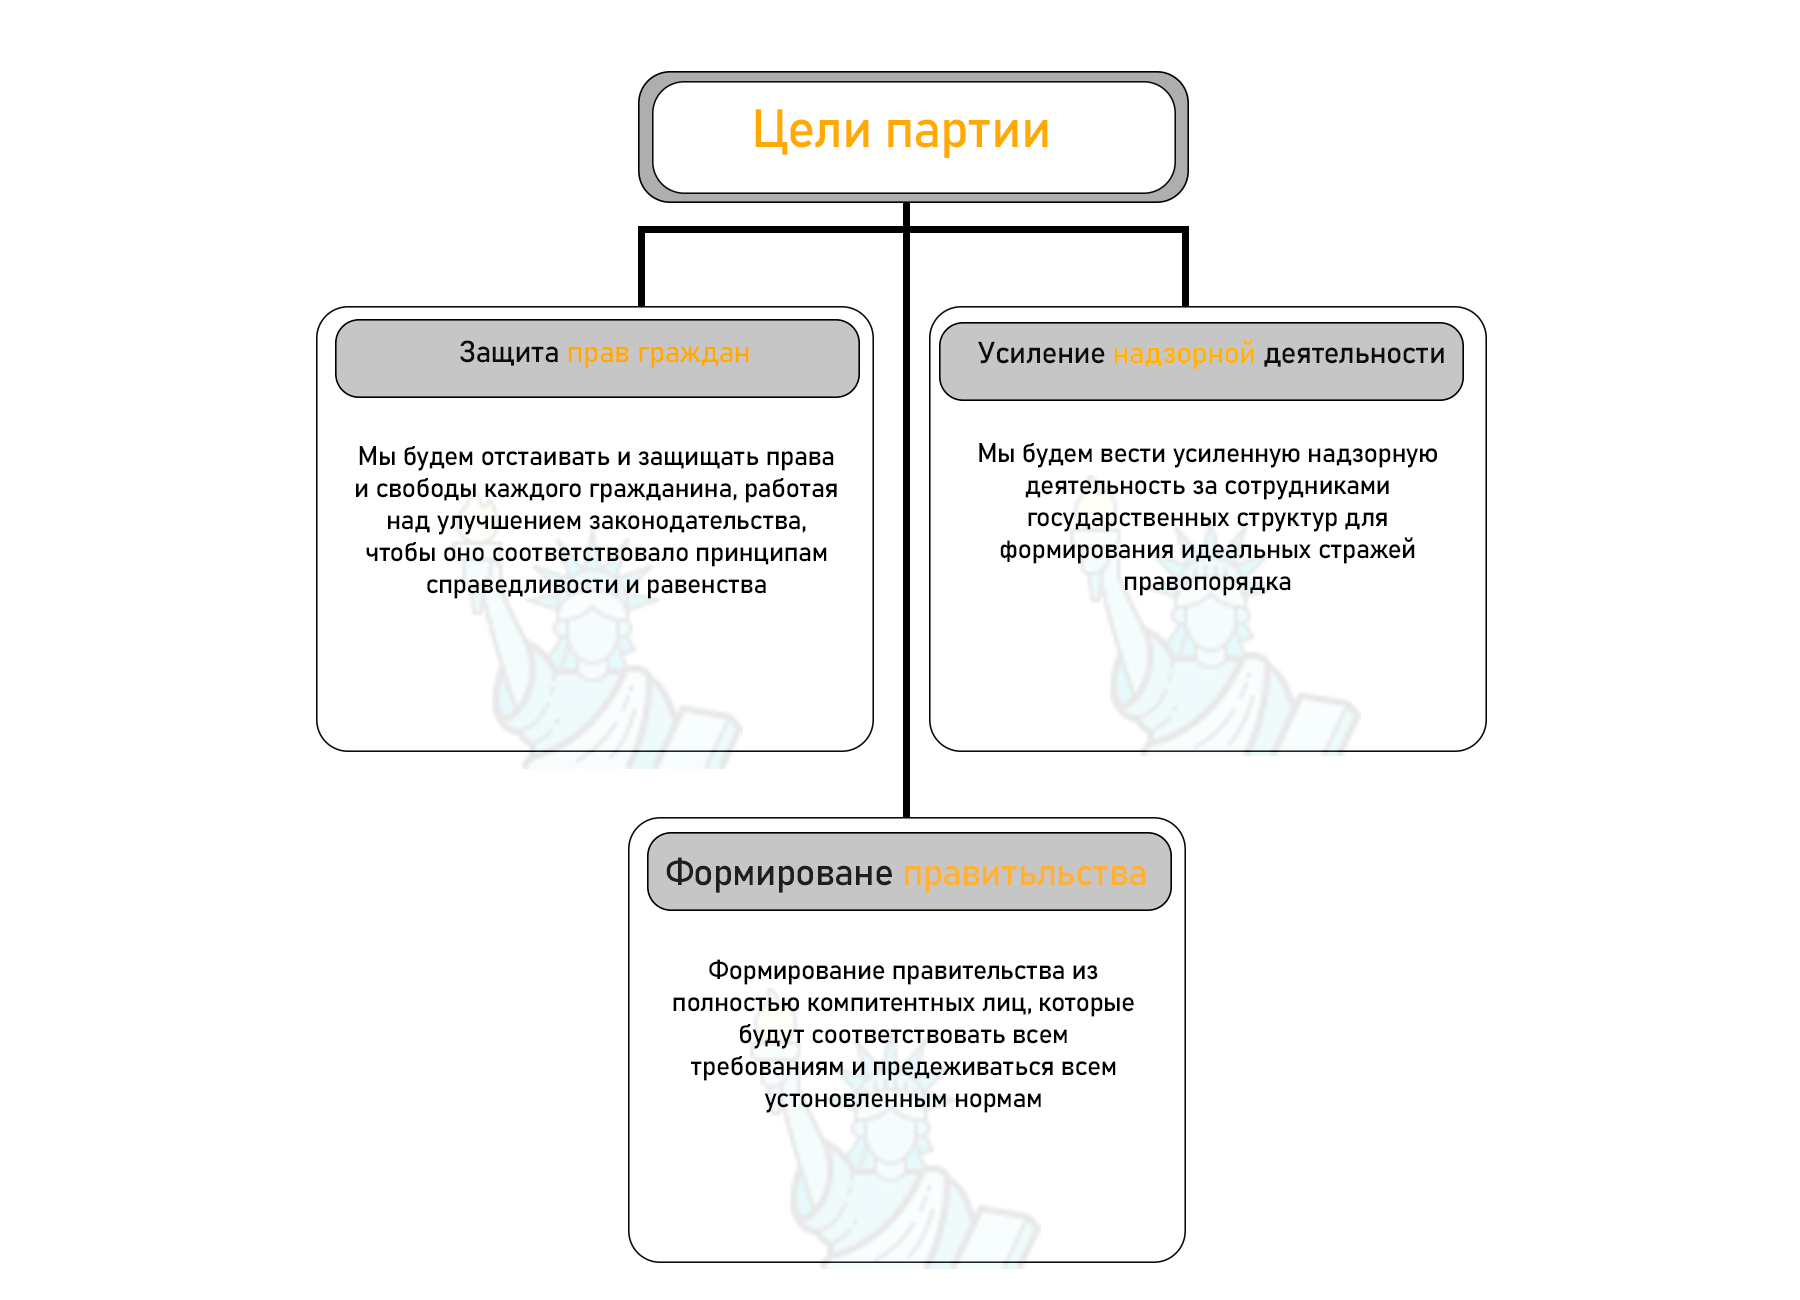 Цели партии
Защита прав граждан
Мы будем отстаивать и защищать права
и свободы каждого гражданина, работая
над улучшением законодательства,
чтобы оно соответствовало принципам
справедливости и равенства
Усиление надзорной деятельности
Мы будем вести усиленную надзорную
деятельность за сотрудниками
государственных структур для
формирования идеальных стражей
правопорядка
Формироване правитьльства
Формирование правительства из
полностью компитентных лиц, которые
будут соответствовать всем
требованиям и предеживаться всем
устоновленным нормам